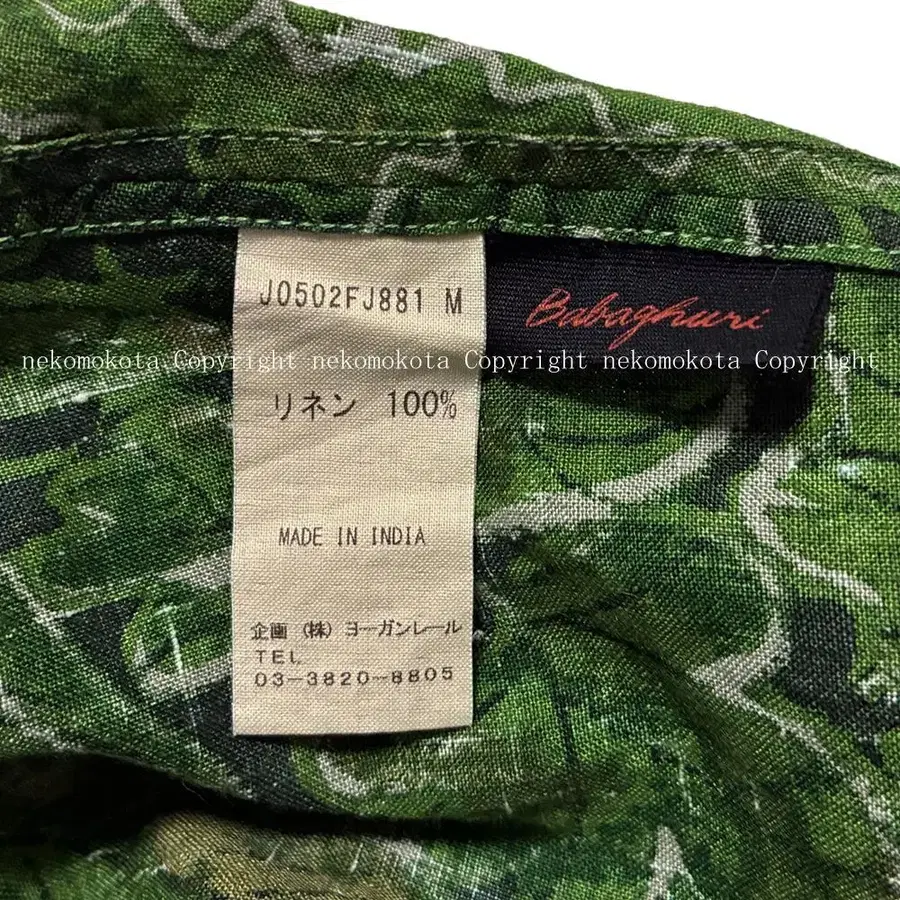 J0502FJ881 M
Babaghuri
nekomokota Copyright nekomokota Copyright nekomokota Copyright
リネン 100%
MADE IN INDIA
企画 (株) ヨーガンレール
TEL
03-3820-8805